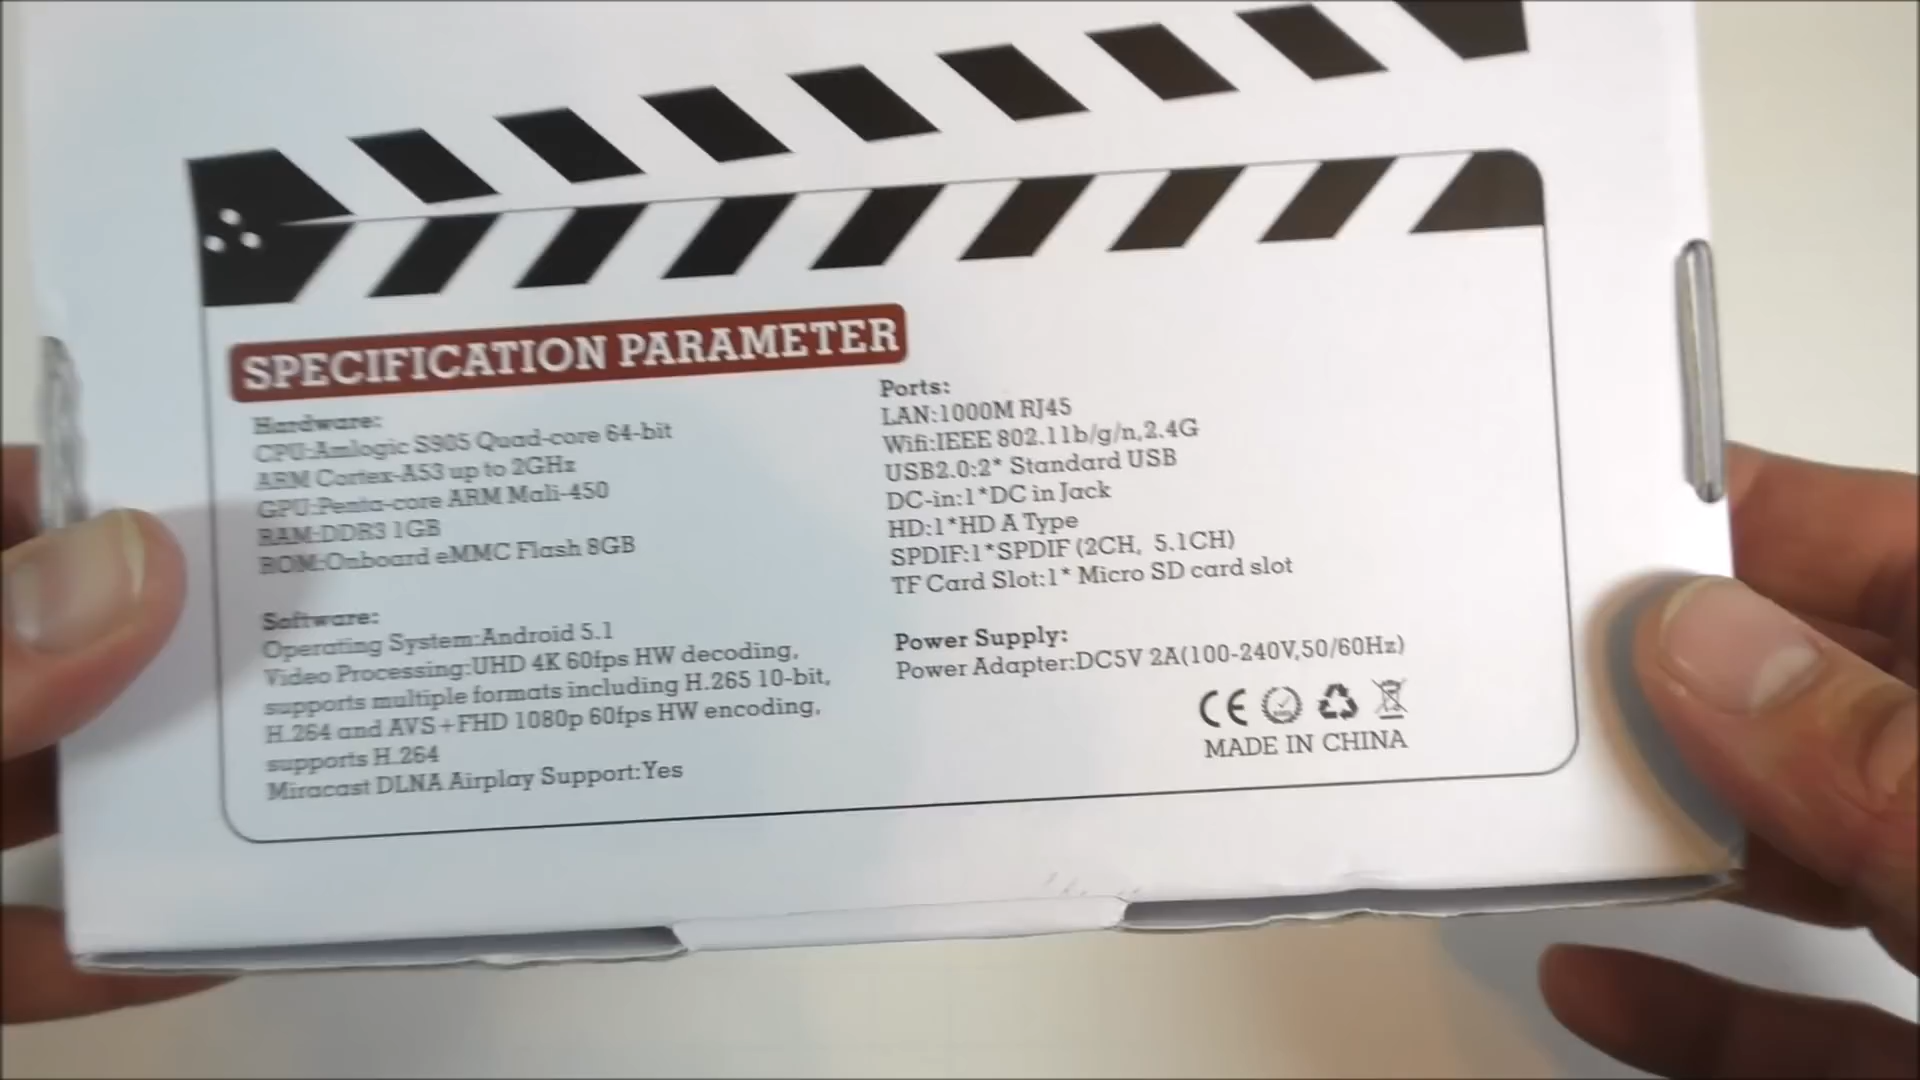 SPECIFICATION PARAMETER
Hardware:
CPU:Amlogic S905 Quad-core 64-bit
ARM Cortex-A53 up to 2GHz
GPU:Penta-core ARM Mali-450
RAM:DDR3 1GB
ROM:Onboard eMMC Flash 8GB
Software:
Operating System:Android 5.1
Video Processing:UHD 4K 60fps HW decoding,
supports multiple formats including H.265 10-bit,
H.264 and AVS+FHD 1080p 60fps HW encoding,
supports H.264
Miracast DLNA Airplay Support:Yes
Ports:
LAN:1000M RJ45
Wifi:IEEE 802.11b/g/n,2.4G
USB2.0:2* Standard USB
DC-in:1*DC in Jack
HD:1*HD A Type
SPDIF:1*SPDIF (2CH, 5.1CH)
TF Card Slot:1* Micro SD card slot
Power Supply:
Power Adapter:DC5V 2A(100-240V,50/60Hz)
CE
MADE IN CHINA